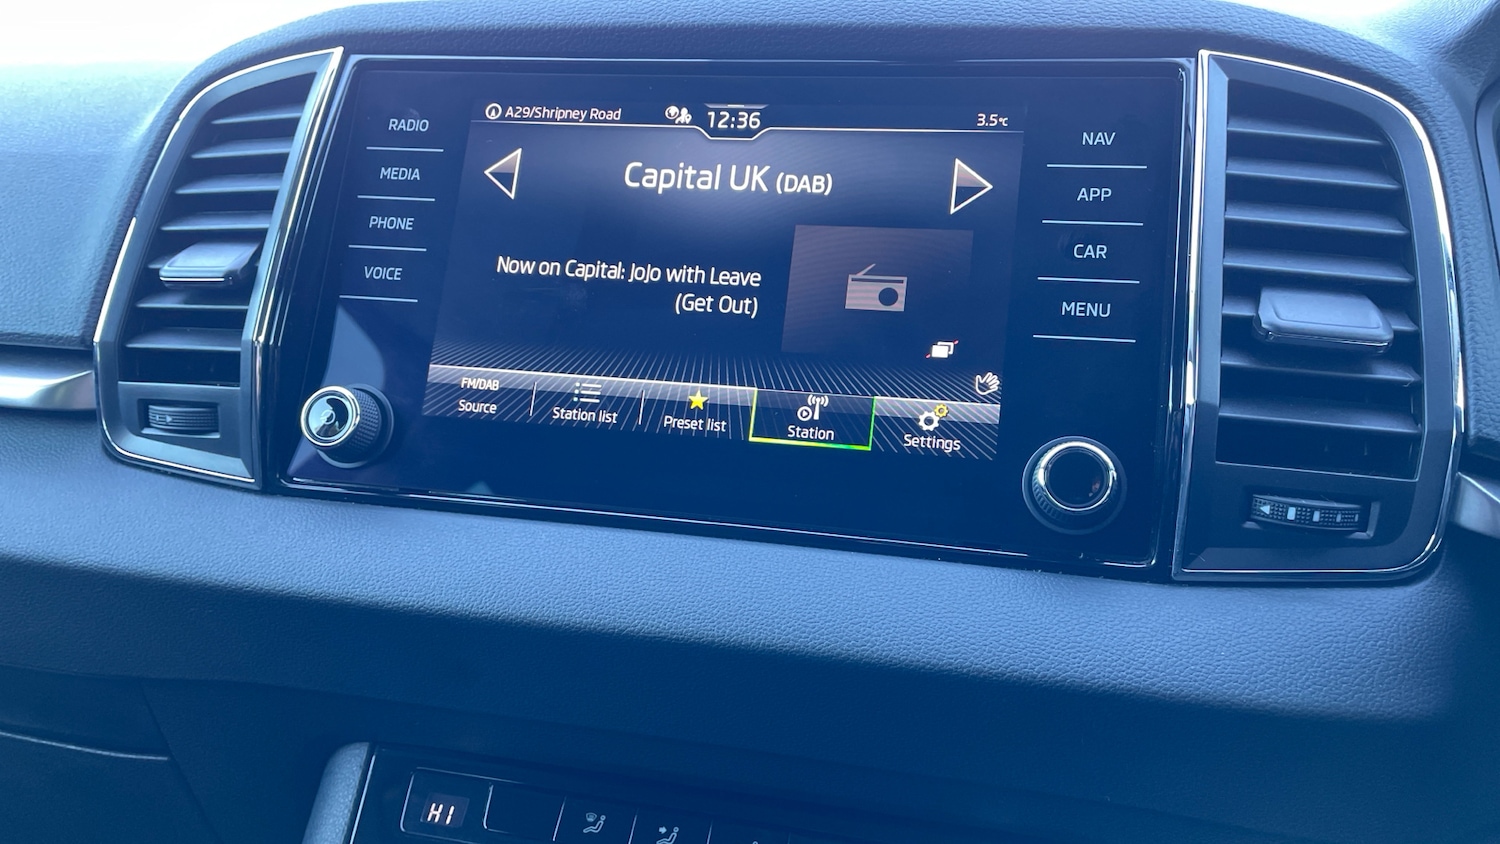 A29/Shripney Road
12:36
3.5°C
RADIO
MEDIA
PHONE
VOICE
Capital UK (DAB)
Now on Capital: JoJo with Leave
(Get Out)
FM/DAB
Source
Station list
Preset list
Station
Settings
NAV
APP
CAR
MENU
HI